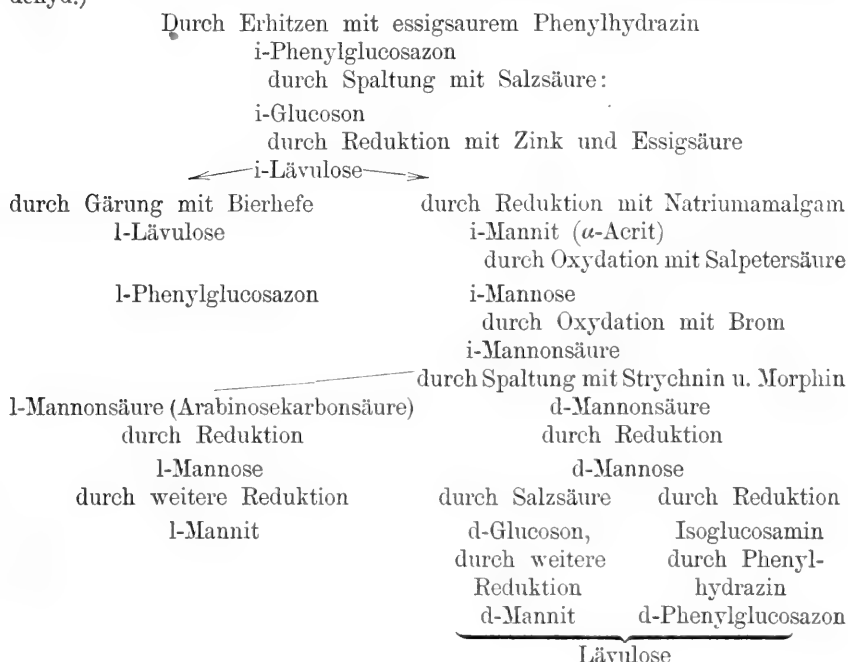 dehyd.)
Durch Erhitzen mit essigsaurem Phenylhydrazin
i-Phenylglucosazon
durch Spaltung mit Salzsäure:
i-Glucoson
durch Reduktion mit Zink und Essigsäure
i-Lävulose
durch Gärung mit Bierhefe durch Reduktion mit Natriumamalgam
l-Lävulose i-Mannit (α-Acrit)
durch Oxydation mit Salpetersäure
l-Phenylglucosazon i-Mannose
durch Oxydation mit Brom
i-Mannonsäure
durch Spaltung mit Strychnin u. Morphin
l-Mannonsäure (Arabinosekarbonsäure) d-Mannonsäure
durch Reduktion durch Reduktion
l-Mannose d-Mannose
durch weitere Reduktion durch Salzsäure durch Reduktion
l-Mannit d-Glucoson, Isoglucosamin
durch weitere durch Phenyl-
Reduktion hydrazin
d-Mannit d-Phenylglucosazon
Lävulose